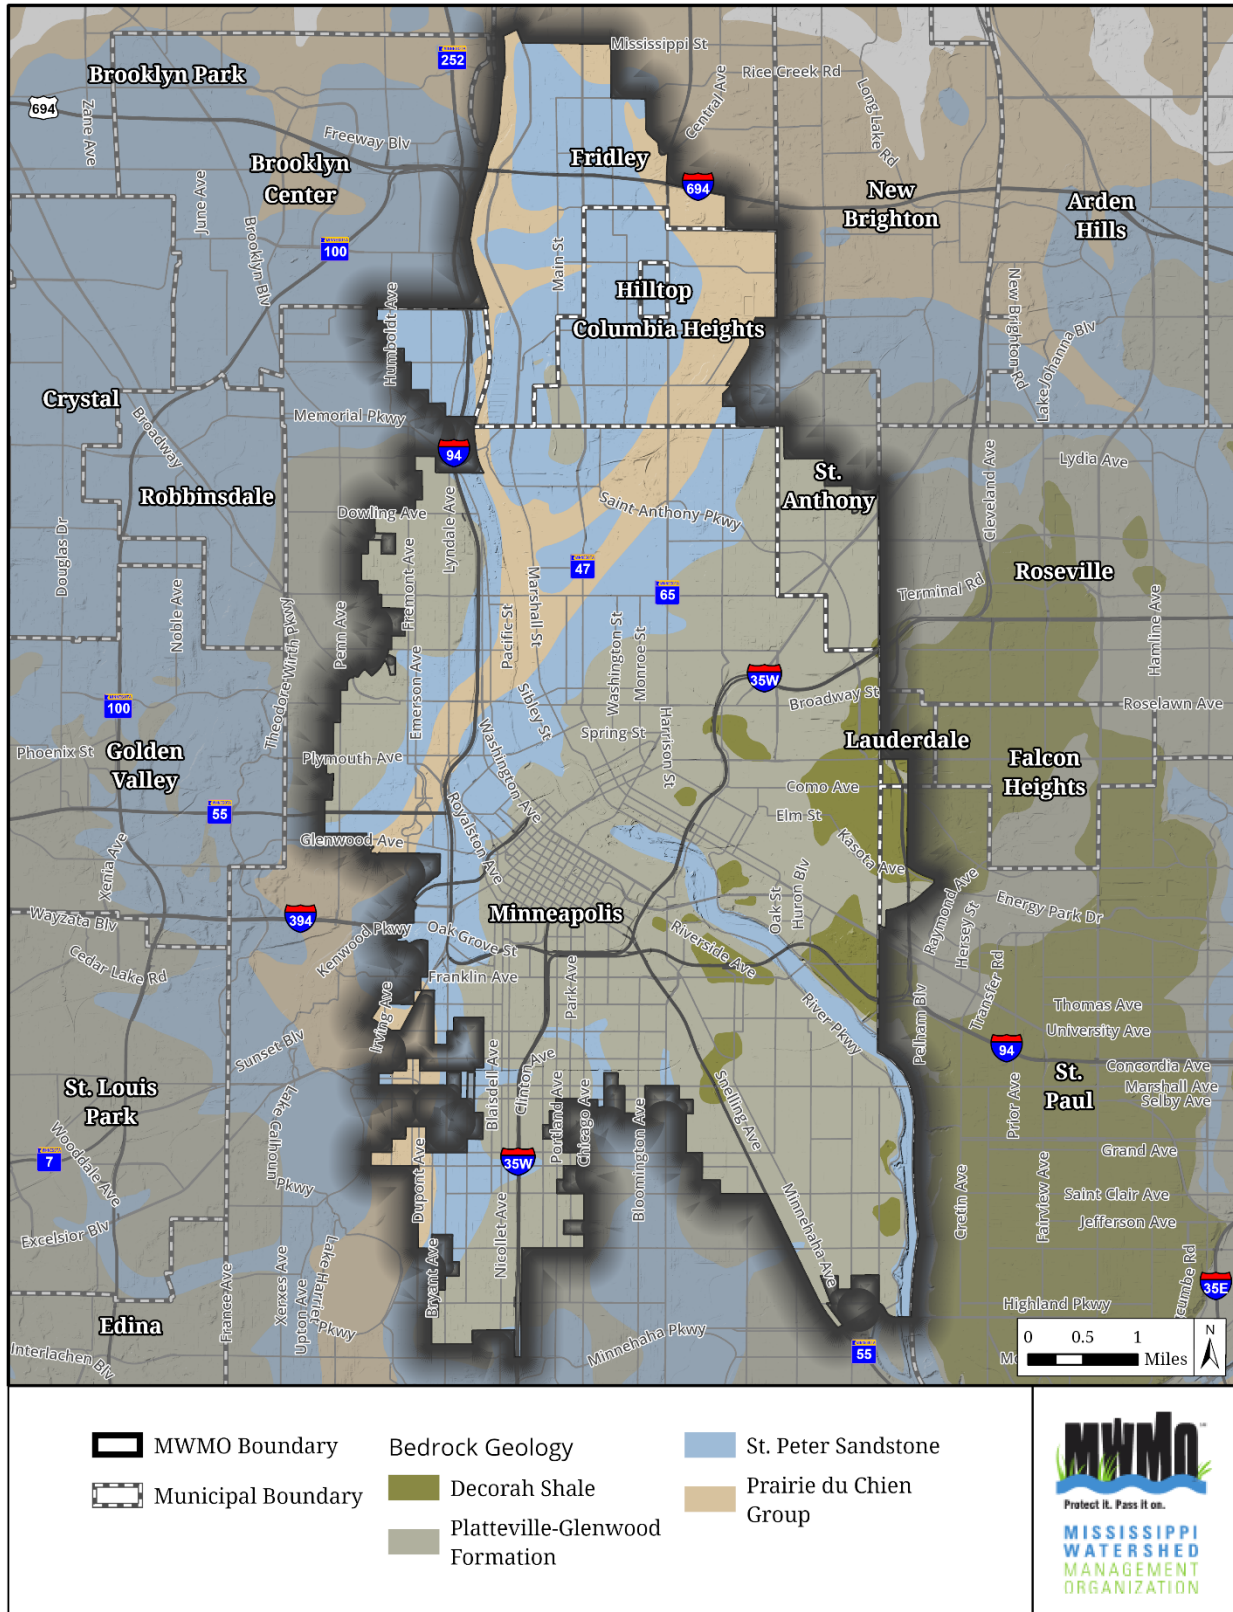 Mississippi St
252
Rice Creek Rd
Brooklyn Park
694
Zane Ave
Central Ave
Long Lake Rd
Freeway Blv
Fridley
Brooklyn
Center
694
New
Brighton
Arden
Hills
June Ave
Brooklyn Blv
100
Main St
Hilltop
Columbia Heights
Humboldt Ave
New Brighton Rd
Lake Johanna Blv
Crystal
Broadway
Memorial Pkwy
94
Robbinsdale
St.
Anthony
Cleveland Ave
Lydia Ave
Dowling Ave
Saint Anthony Pkwy
Douglas Dr
Noble Ave
Lyndale Ave
Fremont Ave
47
65
Roseville
Terminal Rd
Hamline Ave
Theodore Wirth Pkwy
Penn Ave
Pacific St
Marshall St
Washington St
Monroe St
35W
Broadway St
Emerson Ave
Sibley St
100
Roselawn Ave
Phoenix St
Golden
Valley
Plymouth Ave
Washington Ave
Spring St
Harrison St
Lauderdale
Falcon
Heights
55
Como Ave
Elm St
Glenwood Ave
Royalston Ave
Kasota Ave
Xenia Ave
Huron Blv
Oak St
Raymond Ave
Hersey St
Energy Park Dr
Wayzata Blv
394
Minneapolis
Kenwood Pkwy
Oak Grove St
Riverside Ave
Cedar Lake Rd
Franklin Ave
Park Ave
Transfer Rd
Thomas Ave
University Ave
Irving Ave
River Pkwy
Pelham Blv
94
Sunset Blv
Concordia Ave
St.
Paul
Marshall Ave
Selby Ave
St. Louis
Park
Blaisdell Ave
Clinton Ave
Portland Ave
Chicago Ave
Bloomington Ave
Snelling Ave
Prior Ave
Lake Calhoun
Pkwy
Wooddale Ave
7
35W
Grand Ave
Dupont Ave
Minnehaha Ave
Cretin Ave
Fairview Ave
Saint Clair Ave
Jefferson Ave
Excelsior Blv
Nicollet Ave
Bryant Ave
France Ave
Xerxes Ave
Upton Ave
Lake Harriet
Pkwy
35E
Highland Pkwy
Edina
Interlachen Blv
Minnehaha Pkwy
55
0 0.5 1
Miles
N
MWMO Boundary
Municipal Boundary
Bedrock Geology
Decorah Shale
Platteville-Glenwood
Formation
St. Peter Sandstone
Prairie du Chien
Group
MWMO
Protect it. Pass it on.
MISSISSIPPI
WATERSHED
MANAGEMENT
ORGANIZATION